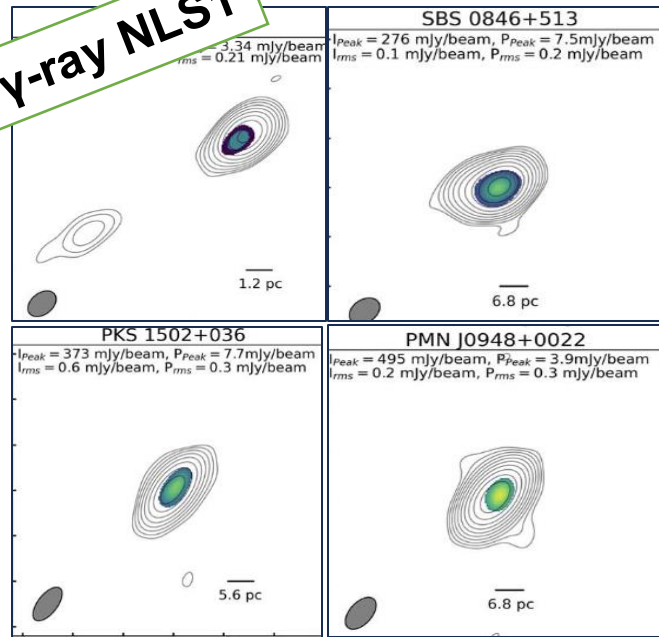 γ-ray NLS1
3.34 mJy/beam
rms = 0.21 mJy/beam
1.2 pc
SBS 0846+513
I_Peak = 276 mJy/beam, P_Peak = 7.5mJy/beam
I_rms = 0.1 mJy/beam, P_rms = 0.2 mJy/beam
6.8 pc
PKS 1502+036
I_Peak = 373 mJy/beam, P_Peak = 7.7mJy/beam
I_rms = 0.6 mJy/beam, P_rms = 0.3 mJy/beam
5.6 pc
PMN J0948+0022
I_Peak = 495 mJy/beam, P_Peak = 3.9mJy/beam
I_rms = 0.2 mJy/beam, P_rms = 0.3 mJy/beam
6.8 pc